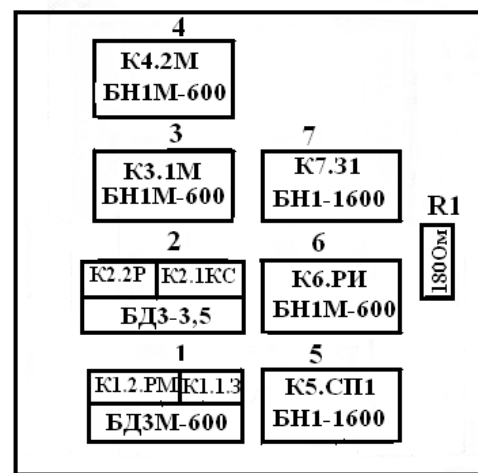 4
К4.2М
БН1М-600
3
К3.1М
БН1М-600
7
К7.З1
БН1-1600
R1
180Ом
2
К2.2Р К2.1КС
БД3-3,5
6
К6.РИ
БН1М-600
1
К1.2.РМ К1.1.З
БД3М-600
5
К5.СП1
БН1-1600